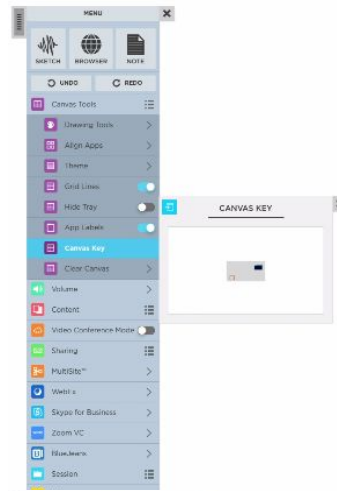 MENU
SKETCH
BROWSER
NOTE
UNDO
REDO
Canvas Tools
Drawing Tools
Align Apps
Theme
Grid Lines
Hide Tray
App Labels
Canvas Key
Clear Canvas
Volume
Content
Video Conference Mode
Sharing
MultiSite™
WebEx
Skype for Business
Zoom VC
BlueJeans
Session
CANVAS KEY